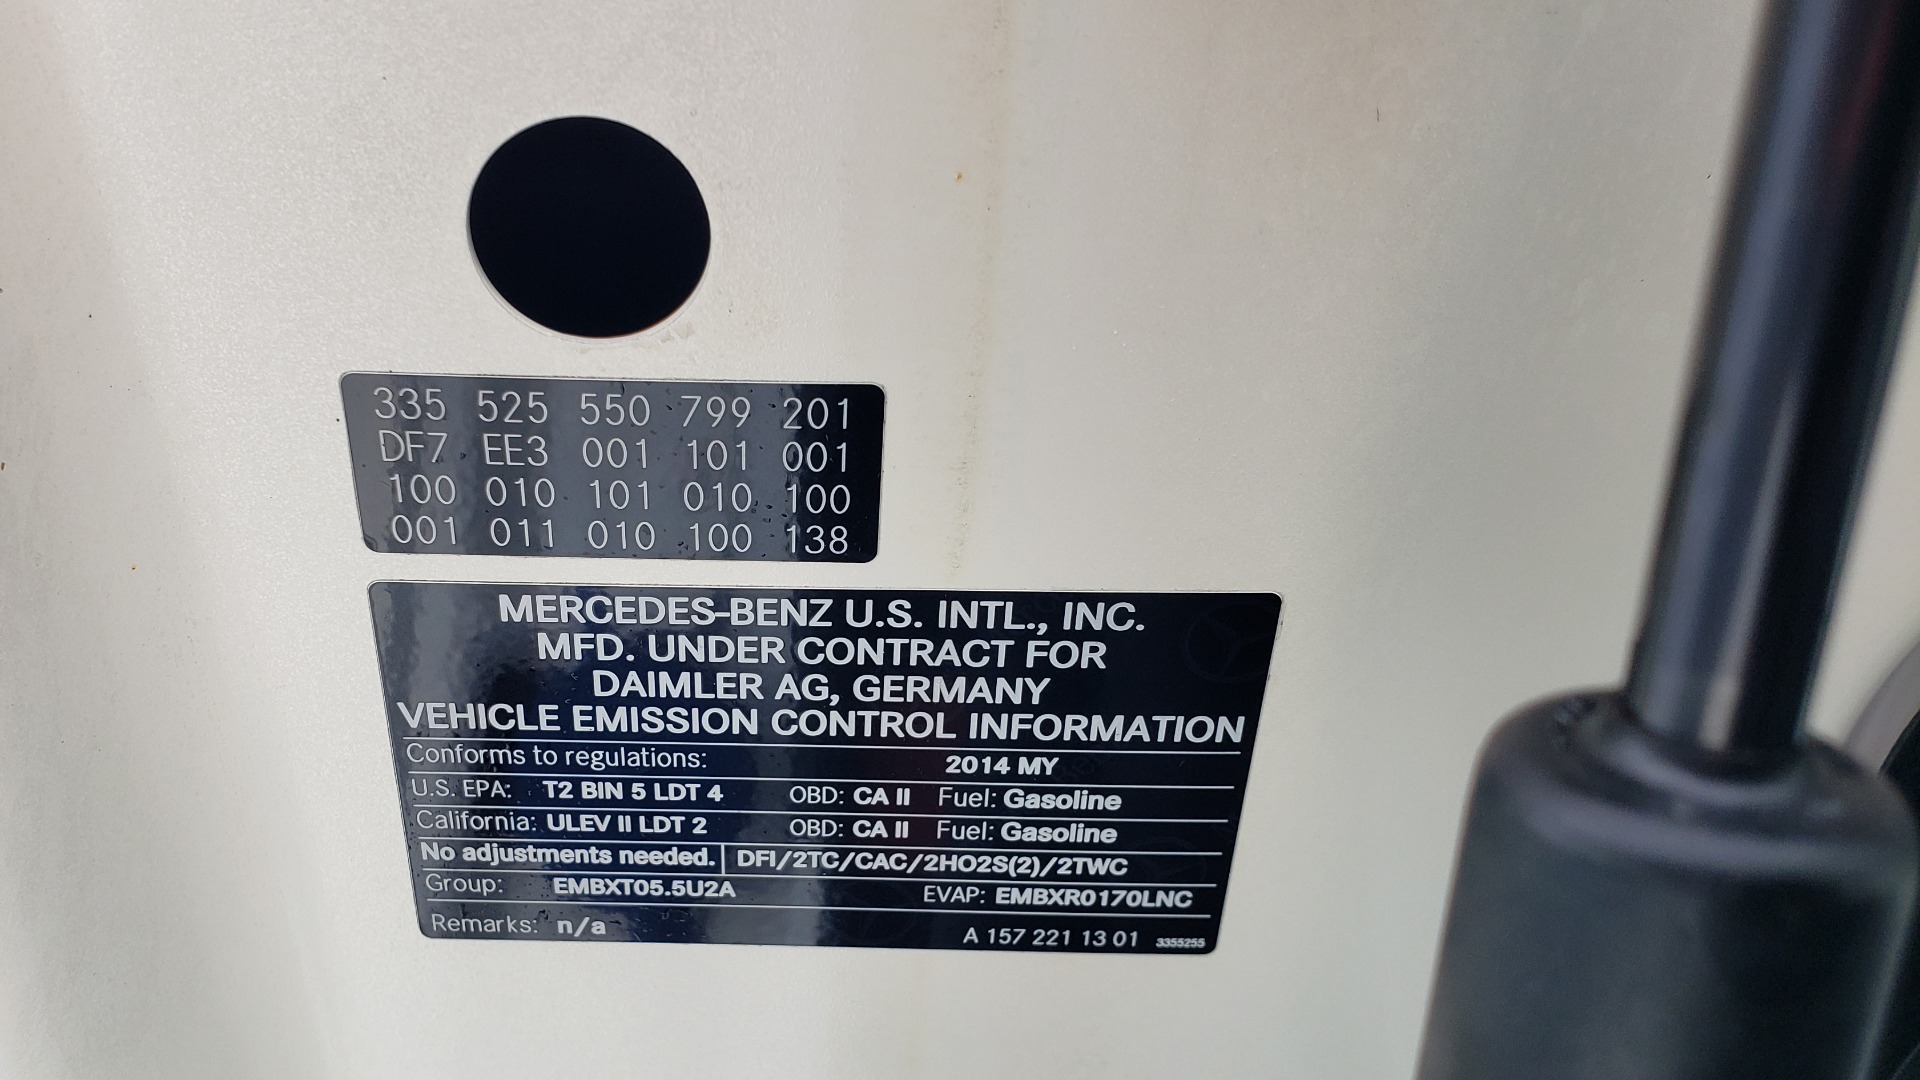 335 525 550 799 201
DF7 EE3 001 101 001
100 010 101 010 100
001 011 010 100 138
MERCEDES-BENZ U.S. INTL., INC.
MFD. UNDER CONTRACT FOR
DAIMLER AG, GERMANY
VEHICLE EMISSION CONTROL INFORMATION
Conforms to regulations: 2014 MY
U.S. EPA: T2 BIN 5 LDT 4 OBD: CA II Fuel: Gasoline
California: ULEV II LDT 2 OBD: CA II Fuel: Gasoline
No adjustments needed. DFI/2TC/CAC/2HO2S(2)/2TWC
Group: EMBXT05.5U2A EVAP: EMBXR0170LNC
Remarks: n/a A 157 221 13 01 3355255